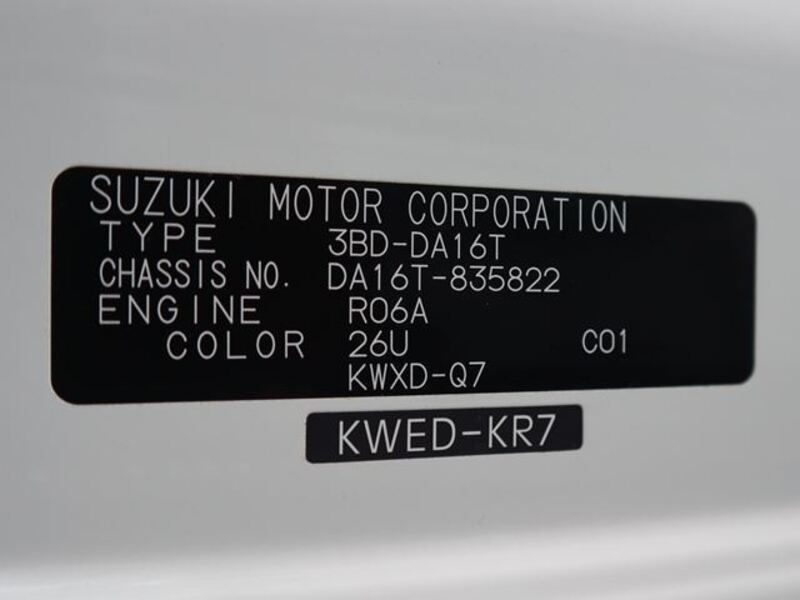 SUZUKI MOTOR CORPORATION
TYPE 3BD-DA16T
CHASSIS NO. DA16T-835822
ENGINE R06A
COLOR 26U C01
KWXD-Q7
KWED-KR7